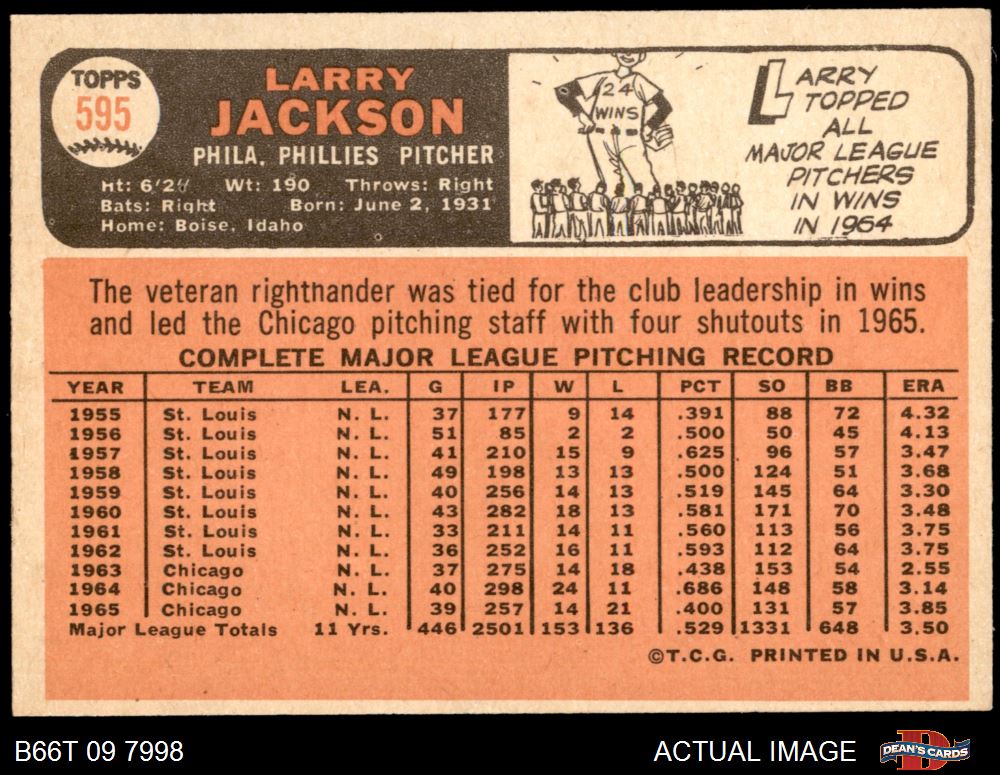 TOPPS
595
LARRY
JACKSON
PHILA. PHILLIES PITCHER
Ht: 6'2" Wt: 190 Throws: Right
Bats: Right Born: June 2, 1931
Home: Boise, Idaho
24
WINS
LARRY
TOPPED
ALL
MAJOR LEAGUE
PITCHERS
IN WINS
IN 1964
The veteran righthander was tied for the club leadership in wins
and led the Chicago pitching staff with four shutouts in 1965.
COMPLETE MAJOR LEAGUE PITCHING RECORD
YEAR TEAM LEA. G IP W L PCT SO BB ERA
1955 St. Louis N. L. 37 177 9 14 .391 88 72 4.32
1956 St. Louis N. L. 51 85 2 2 .500 50 45 4.13
1957 St. Louis N. L. 41 210 15 9 .625 96 57 3.47
1958 St. Louis N. L. 49 198 13 13 .500 124 51 3.68
1959 St. Louis N. L. 40 256 14 13 .519 145 64 3.30
1960 St. Louis N. L. 43 282 18 13 .581 171 70 3.48
1961 St. Louis N. L. 33 211 14 11 .560 113 56 3.75
1962 St. Louis N. L. 36 252 16 11 .593 112 64 3.75
1963 Chicago N. L. 37 275 14 18 .438 153 54 2.55
1964 Chicago N. L. 40 298 24 11 .686 148 58 3.14
1965 Chicago N. L. 39 257 14 21 .400 131 57 3.85
Major League Totals 11 Yrs. 446 2501 153 136 .529 1331 648 3.50
©T.C.G. PRINTED IN U.S.A.
B66T 09 7998
ACTUAL IMAGE
D
DEAN'S CARDS